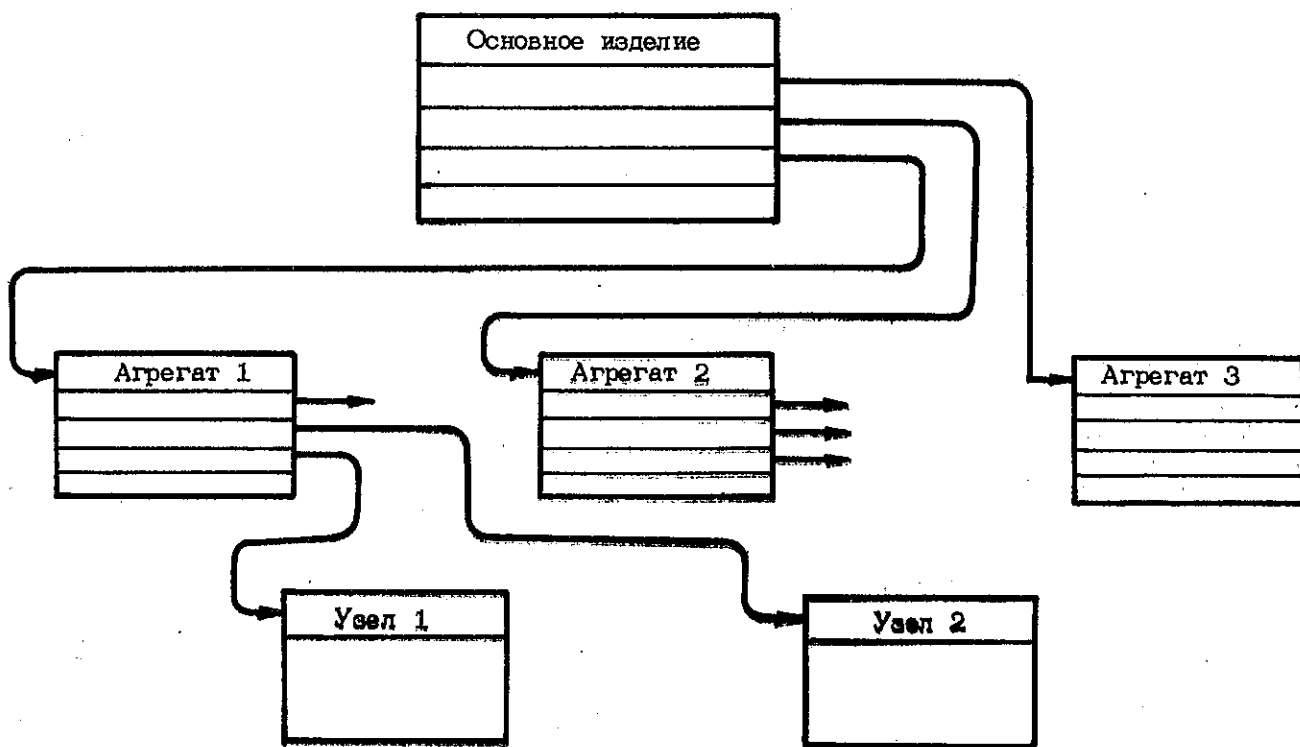 Основное изделие
Агрегат 1
Агрегат 2
Агрегат 3
Узел 1
Узел 2